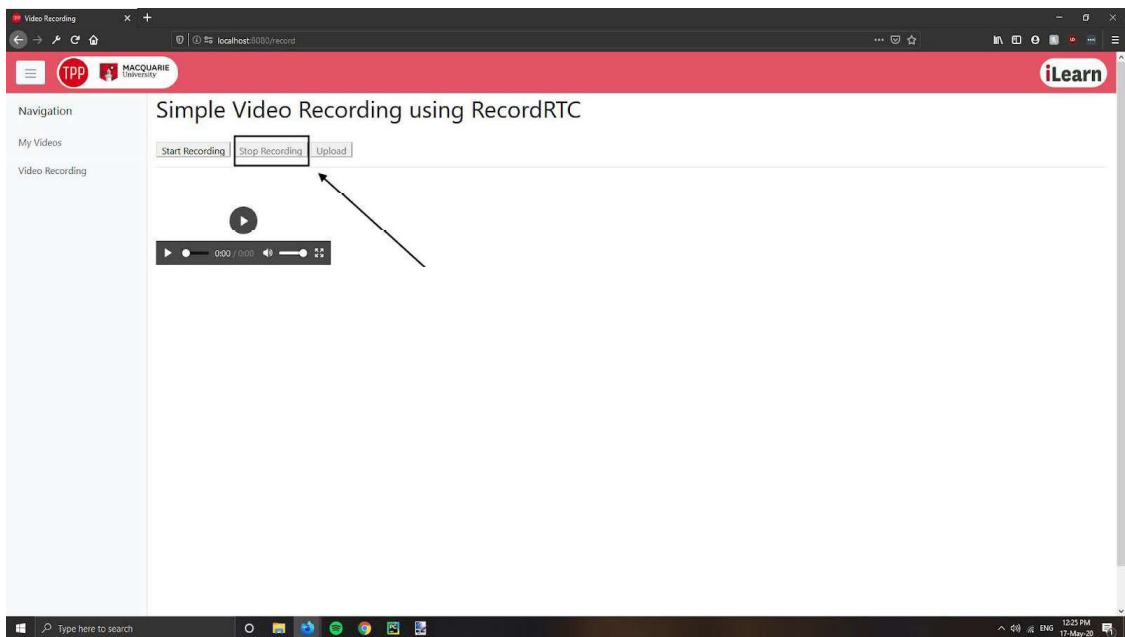 Video Recording
localhost:8080/record
TPP
MACQUARIE
University
iLearn
Navigation
My Videos
Video Recording
Simple Video Recording using RecordRTC
Start Recording Stop Recording Upload
0:00 / 0:00
Type here to search
ENG
12:25 PM
17-May-20